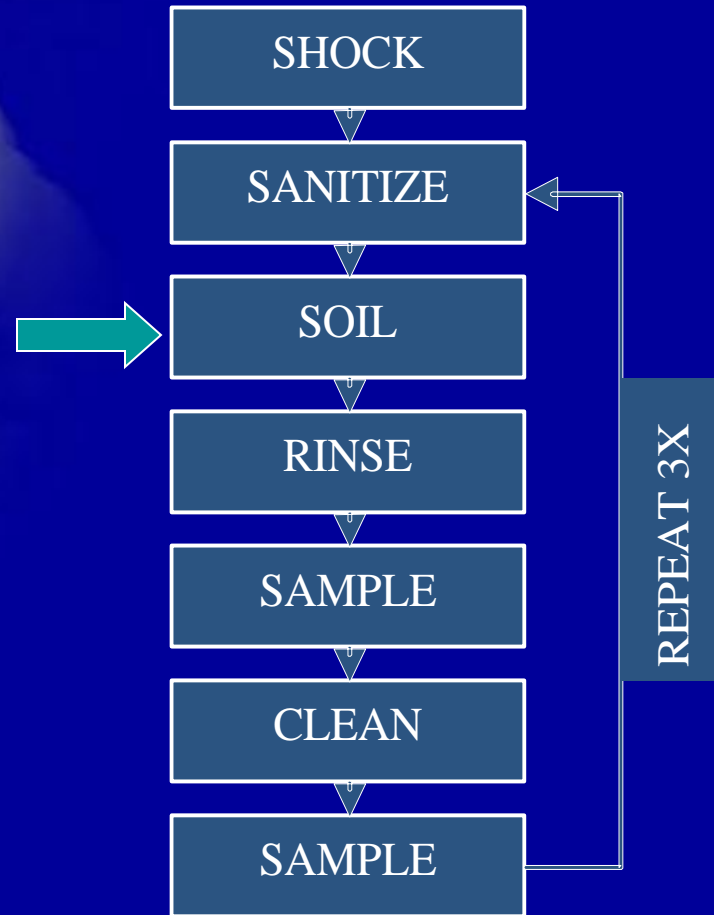 SHOCK
SANITIZE
SOIL
RINSE
SAMPLE
CLEAN
SAMPLE
REPEAT 3X